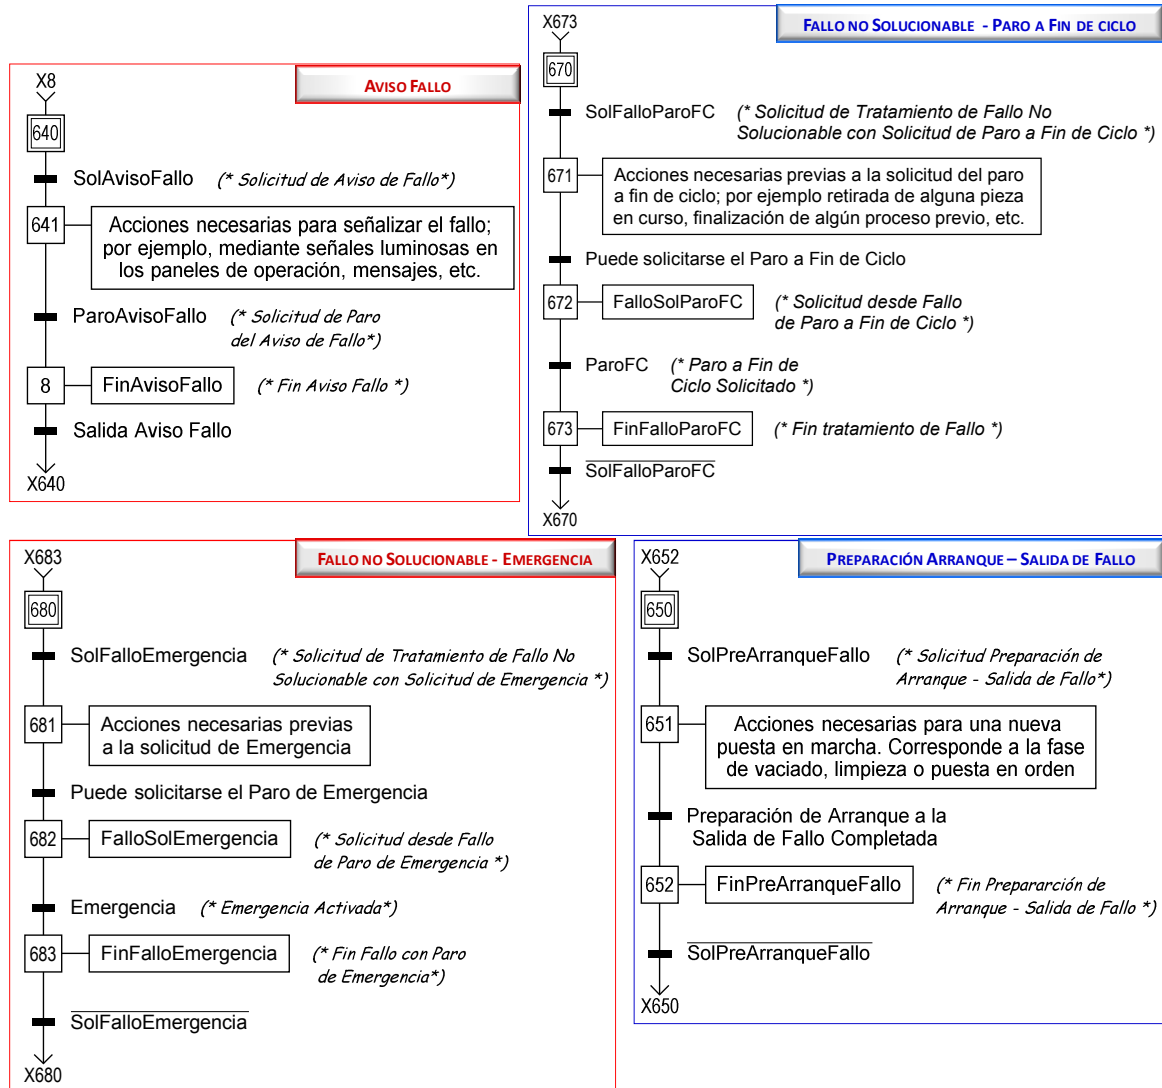 X8
AVISO FALLO
640
SolAvisoFallo (* Solicitud de Aviso de Fallo*)
641
Acciones necesarias para señalizar el fallo;
por ejemplo, mediante señales luminosas en
los paneles de operación, mensajes, etc.
ParoAvisoFallo (* Solicitud de Paro
del Aviso de Fallo*)
8
FinAvisoFallo (* Fin Aviso Fallo *)
Salida Aviso Fallo
X640
X673
FALLO NO SOLUCIONABLE - PARO A FIN DE CICLO
670
SolFalloParoFC (* Solicitud de Tratamiento de Fallo No
Solucionable con Solicitud de Paro a Fin de Ciclo *)
671
Acciones necesarias previas a la solicitud del paro
a fin de ciclo; por ejemplo retirada de alguna pieza
en curso, finalización de algún proceso previo, etc.
Puede solicitarse el Paro a Fin de Ciclo
672
FalloSolParoFC (* Solicitud desde Fallo
de Paro a Fin de Ciclo *)
ParoFC (* Paro a Fin de
Ciclo Solicitado *)
673
FinFalloParoFC (* Fin tratamiento de Fallo *)
SolFalloParoFC
X670
X683
FALLO NO SOLUCIONABLE - EMERGENCIA
680
SolFalloEmergencia (* Solicitud de Tratamiento de Fallo No
Solucionable con Solicitud de Emergencia *)
681
Acciones necesarias previas
a la solicitud de Emergencia
Puede solicitarse el Paro de Emergencia
682
FalloSolEmergencia (* Solicitud desde Fallo
de Paro de Emergencia *)
Emergencia (* Emergencia Activada*)
683
FinFalloEmergencia (* Fin Fallo con Paro
de Emergencia*)
SolFalloEmergencia
X680
X652
PREPARACIÓN ARRANQUE – SALIDA DE FALLO
650
SolPreArranqueFallo (* Solicitud Preparación de
Arranque - Salida de Fallo*)
651
Acciones necesarias para una nueva
puesta en marcha. Corresponde a la fase
de vaciado, limpieza o puesta en orden
Preparación de Arranque a la
Salida de Fallo Completada
652
FinPreArranqueFallo (* Fin Prepararción de
Arranque - Salida de Fallo *)
SolPreArranqueFallo
X650